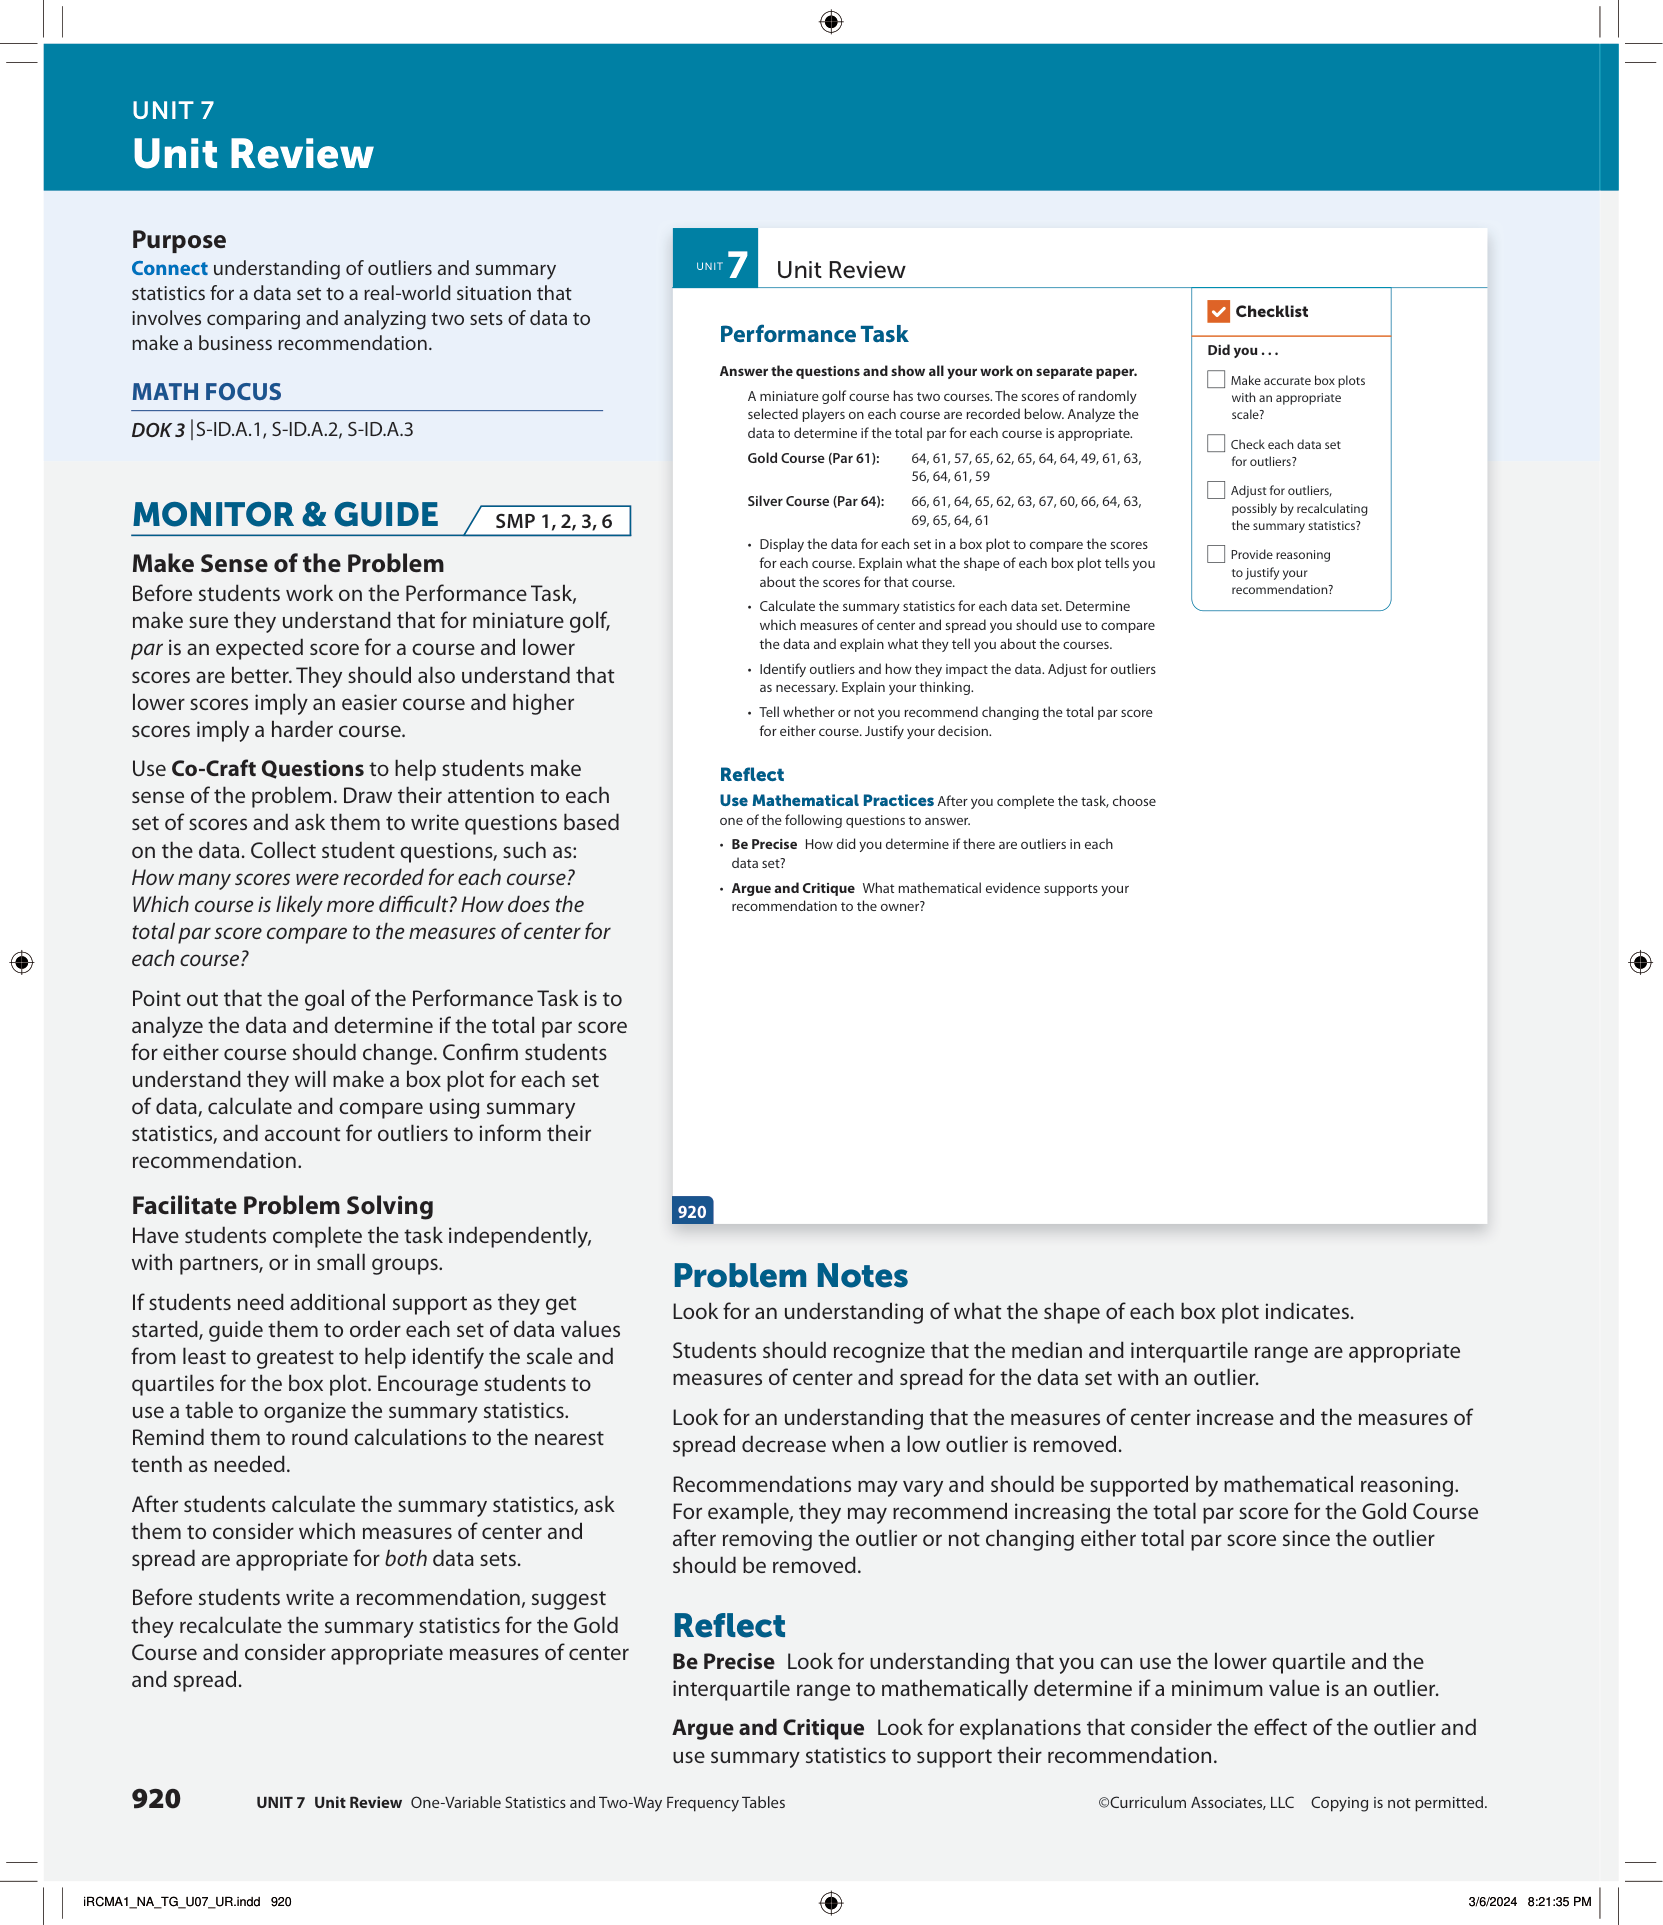 UNIT 7
Unit Review
Purpose
Connect understanding of outliers and summary
statistics for a data set to a real-world situation that
involves comparing and analyzing two sets of data to
make a business recommendation.
MATH FOCUS
DOK 3 | S-ID.A.1, S-ID.A.2, S-ID.A.3
MONITOR & GUIDE
SMP 1, 2, 3, 6
Make Sense of the Problem
Before students work on the Performance Task,
make sure they understand that for miniature golf,
par is an expected score for a course and lower
scores are better. They should also understand that
lower scores imply an easier course and higher
scores imply a harder course.
Use Co-Craft Questions to help students make
sense of the problem. Draw their attention to each
set of scores and ask them to write questions based
on the data. Collect student questions, such as:
How many scores were recorded for each course?
Which course is likely more difficult? How does the
total par score compare to the measures of center for
each course?
Point out that the goal of the Performance Task is to
analyze the data and determine if the total par score
for either course should change. Confirm students
understand they will make a box plot for each set
of data, calculate and compare using summary
statistics, and account for outliers to inform their
recommendation.
Facilitate Problem Solving
Have students complete the task independently,
with partners, or in small groups.
If students need additional support as they get
started, guide them to order each set of data values
from least to greatest to help identify the scale and
quartiles for the box plot. Encourage students to
use a table to organize the summary statistics.
Remind them to round calculations to the nearest
tenth as needed.
After students calculate the summary statistics, ask
them to consider which measures of center and
spread are appropriate for both data sets.
Before students write a recommendation, suggest
they recalculate the summary statistics for the Gold
Course and consider appropriate measures of center
and spread.
UNIT 7 Unit Review
Performance Task
Answer the questions and show all your work on separate paper.
A miniature golf course has two courses. The scores of randomly
selected players on each course are recorded below. Analyze the
data to determine if the total par for each course is appropriate.
Gold Course (Par 61): 64, 61, 57, 65, 62, 65, 64, 64, 49, 61, 63,
56, 64, 61, 59
Silver Course (Par 64): 66, 61, 64, 65, 62, 63, 67, 60, 66, 64, 63,
69, 65, 64, 61
• Display the data for each set in a box plot to compare the scores
for each course. Explain what the shape of each box plot tells you
about the scores for that course.
• Calculate the summary statistics for each data set. Determine
which measures of center and spread you should use to compare
the data and explain what they tell you about the courses.
• Identify outliers and how they impact the data. Adjust for outliers
as necessary. Explain your thinking.
• Tell whether or not you recommend changing the total par score
for either course. Justify your decision.
Reflect
Use Mathematical Practices After you complete the task, choose
one of the following questions to answer.
• Be Precise How did you determine if there are outliers in each
data set?
• Argue and Critique What mathematical evidence supports your
recommendation to the owner?
Checklist
Did you . . .
Make accurate box plots
with an appropriate
scale?
Check each data set
for outliers?
Adjust for outliers,
possibly by recalculating
the summary statistics?
Provide reasoning
to justify your
recommendation?
920
Problem Notes
Look for an understanding of what the shape of each box plot indicates.
Students should recognize that the median and interquartile range are appropriate
measures of center and spread for the data set with an outlier.
Look for an understanding that the measures of center increase and the measures of
spread decrease when a low outlier is removed.
Recommendations may vary and should be supported by mathematical reasoning.
For example, they may recommend increasing the total par score for the Gold Course
after removing the outlier or not changing either total par score since the outlier
should be removed.
Reflect
Be Precise Look for understanding that you can use the lower quartile and the
interquartile range to mathematically determine if a minimum value is an outlier.
Argue and Critique Look for explanations that consider the effect of the outlier and
use summary statistics to support their recommendation.
920 UNIT 7 Unit Review One-Variable Statistics and Two-Way Frequency Tables
©Curriculum Associates, LLC Copying is not permitted.
iRCMA1_NA_TG_U07_UR.indd 920
3/6/2024 8:21:35 PM